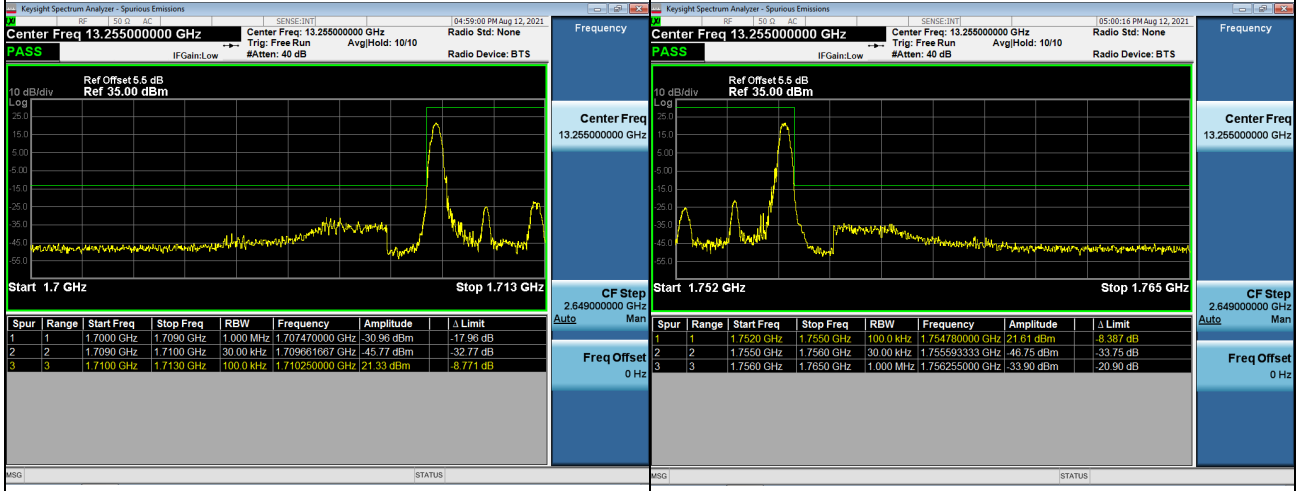 Keysight Spectrum Analyzer - Spurious Emissions
RF 50 Ω AC SENSE:INT 04:59:00 PM Aug 12, 2021
Center Freq 13.255000000 GHz
Center Freq: 13.255000000 GHz
Radio Std: None
Trig: Free Run Avg|Hold: 10/10
PASS
IFGain:Low
#Atten: 40 dB
Radio Device: BTS
Ref Offset 5.5 dB
10 dB/div Ref 35.00 dBm
Log
25.0
15.0
5.00
-5.00
-15.0
-25.0
-35.0
-45.0
-55.0
Start 1.7 GHz Stop 1.713 GHz
Spur Range Start Freq Stop Freq RBW Frequency Amplitude Δ Limit
1 1 1.7000 GHz 1.7090 GHz 1.000 MHz 1.707470000 GHz -30.96 dBm -17.96 dB
2 2 1.7090 GHz 1.7100 GHz 30.00 kHz 1.709661667 GHz -45.77 dBm -32.77 dB
3 3 1.7100 GHz 1.7130 GHz 100.0 kHz 1.710250000 GHz 21.33 dBm -8.771 dB
MSG STATUS
Frequency
Center Freq
13.255000000 GHz
CF Step
2.649000000 GHz
Auto Man
Freq Offset
0 Hz
Keysight Spectrum Analyzer - Spurious Emissions
RF 50 Ω AC SENSE:INT 05:00:16 PM Aug 12, 2021
Center Freq 13.255000000 GHz
Center Freq: 13.255000000 GHz
Radio Std: None
Trig: Free Run Avg|Hold: 10/10
PASS
IFGain:Low
#Atten: 40 dB
Radio Device: BTS
Ref Offset 5.5 dB
10 dB/div Ref 35.00 dBm
Log
25.0
15.0
5.00
-5.00
-15.0
-25.0
-35.0
-45.0
-55.0
Start 1.752 GHz Stop 1.765 GHz
Spur Range Start Freq Stop Freq RBW Frequency Amplitude Δ Limit
1 1 1.7520 GHz 1.7550 GHz 100.0 kHz 1.754780000 GHz 21.61 dBm -8.387 dB
2 2 1.7550 GHz 1.7560 GHz 30.00 kHz 1.755593333 GHz -46.75 dBm -33.75 dB
3 3 1.7560 GHz 1.7650 GHz 1.000 MHz 1.756255000 GHz -33.90 dBm -20.90 dB
MSG STATUS
Frequency
Center Freq
13.255000000 GHz
CF Step
2.649000000 GHz
Auto Man
Freq Offset
0 Hz